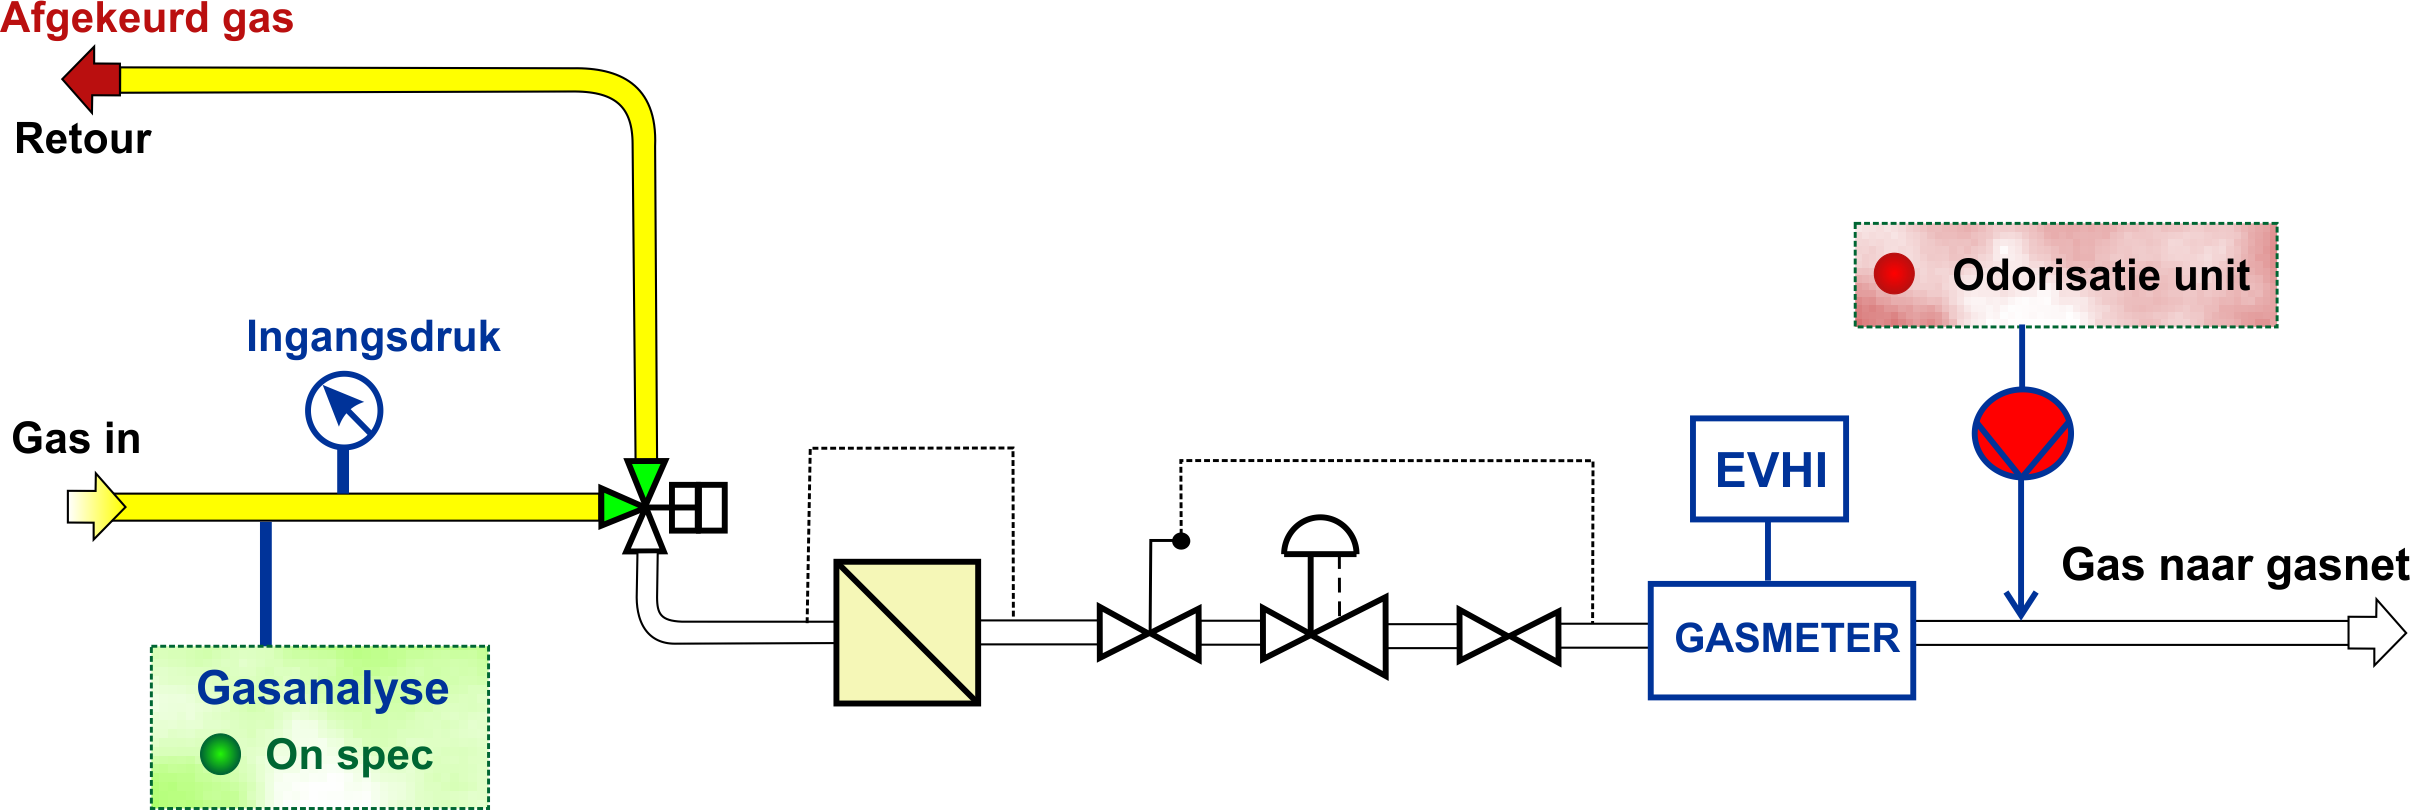 Afgekeurd gas
Retour
Ingangsdruk
Gas in
Gasanalyse
On spec
EVHI
GASMETER
Odorisatie unit
Gas naar gasnet